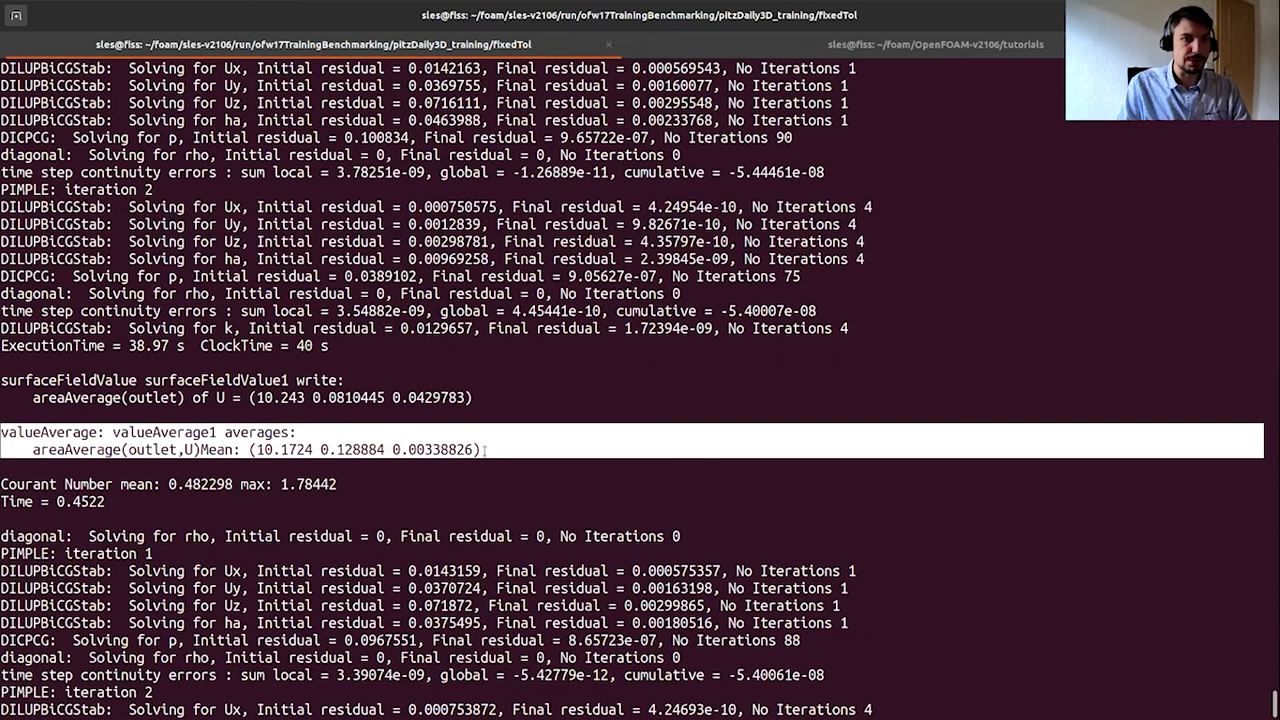 sles@fiss: ~/foam/sles-v2106/run/ofw17TrainingBenchmarking/pitzDaily3D_training/fixedTol
sles@fiss: ~/foam/sles-v2106/run/ofw17TrainingBenchmarking/pitzDaily3D_training/fixedTol × sles@fiss: ~/foam/OpenFOAM-v2106/tutorials
DILUPBiCGStab:  Solving for Ux, Initial residual = 0.0142163, Final residual = 0.000569543, No Iterations 1
DILUPBiCGStab:  Solving for Uy, Initial residual = 0.0369755, Final residual = 0.00160077, No Iterations 1
DILUPBiCGStab:  Solving for Uz, Initial residual = 0.0716111, Final residual = 0.00295548, No Iterations 1
DILUPBiCGStab:  Solving for ha, Initial residual = 0.0463988, Final residual = 0.00233768, No Iterations 1
DICPCG:  Solving for p, Initial residual = 0.100834, Final residual = 9.65722e-07, No Iterations 90
diagonal:  Solving for rho, Initial residual = 0, Final residual = 0, No Iterations 0
time step continuity errors : sum local = 3.78251e-09, global = -1.26889e-11, cumulative = -5.44461e-08
PIMPLE: iteration 2
DILUPBiCGStab:  Solving for Ux, Initial residual = 0.000750575, Final residual = 4.24954e-10, No Iterations 4
DILUPBiCGStab:  Solving for Uy, Initial residual = 0.0012839, Final residual = 9.82671e-10, No Iterations 4
DILUPBiCGStab:  Solving for Uz, Initial residual = 0.00298781, Final residual = 4.35797e-10, No Iterations 4
DILUPBiCGStab:  Solving for ha, Initial residual = 0.00969258, Final residual = 2.39845e-09, No Iterations 4
DICPCG:  Solving for p, Initial residual = 0.0389102, Final residual = 9.05627e-07, No Iterations 75
diagonal:  Solving for rho, Initial residual = 0, Final residual = 0, No Iterations 0
time step continuity errors : sum local = 3.54882e-09, global = 4.45441e-10, cumulative = -5.40007e-08
DILUPBiCGStab:  Solving for k, Initial residual = 0.0129657, Final residual = 1.72394e-09, No Iterations 4
ExecutionTime = 38.97 s  ClockTime = 40 s
surfaceFieldValue surfaceFieldValue1 write:
areaAverage(outlet) of U = (10.243 0.0810445 0.0429783)
valueAverage: valueAverage1 averages:
areaAverage(outlet,U)Mean: (10.1724 0.128884 0.00338826)
Courant Number mean: 0.482298 max: 1.78442
Time = 0.4522
diagonal:  Solving for rho, Initial residual = 0, Final residual = 0, No Iterations 0
PIMPLE: iteration 1
DILUPBiCGStab:  Solving for Ux, Initial residual = 0.0143159, Final residual = 0.000575357, No Iterations 1
DILUPBiCGStab:  Solving for Uy, Initial residual = 0.0370724, Final residual = 0.00163198, No Iterations 1
DILUPBiCGStab:  Solving for Uz, Initial residual = 0.071872, Final residual = 0.00299865, No Iterations 1
DILUPBiCGStab:  Solving for ha, Initial residual = 0.0375495, Final residual = 0.00180516, No Iterations 1
DICPCG:  Solving for p, Initial residual = 0.0967551, Final residual = 8.65723e-07, No Iterations 88
diagonal:  Solving for rho, Initial residual = 0, Final residual = 0, No Iterations 0
time step continuity errors : sum local = 3.39074e-09, global = -5.42779e-12, cumulative = -5.40061e-08
PIMPLE: iteration 2
DILUPBiCGStab:  Solving for Ux, Initial residual = 0.000753872, Final residual = 4.24693e-10, No Iterations 4